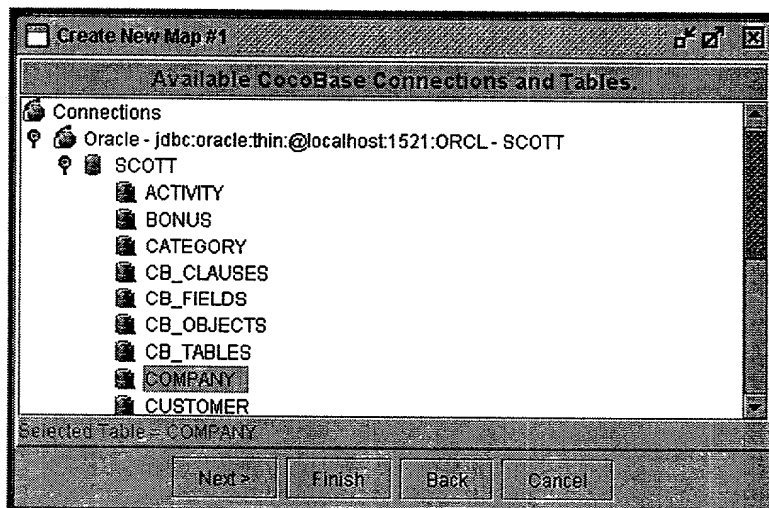 Create New Map #1
Available CocoBase Connections and Tables.
Connections
Oracle - jdbc:oracle:thin:@localhost:1521:ORCL - SCOTT
SCOTT
ACTIVITY
BONUS
CATEGORY
CB_CLAUSES
CB_FIELDS
CB_OBJECTS
CB_TABLES
COMPANY
CUSTOMER
Selected Table = COMPANY
Next > Finish Back Cancel